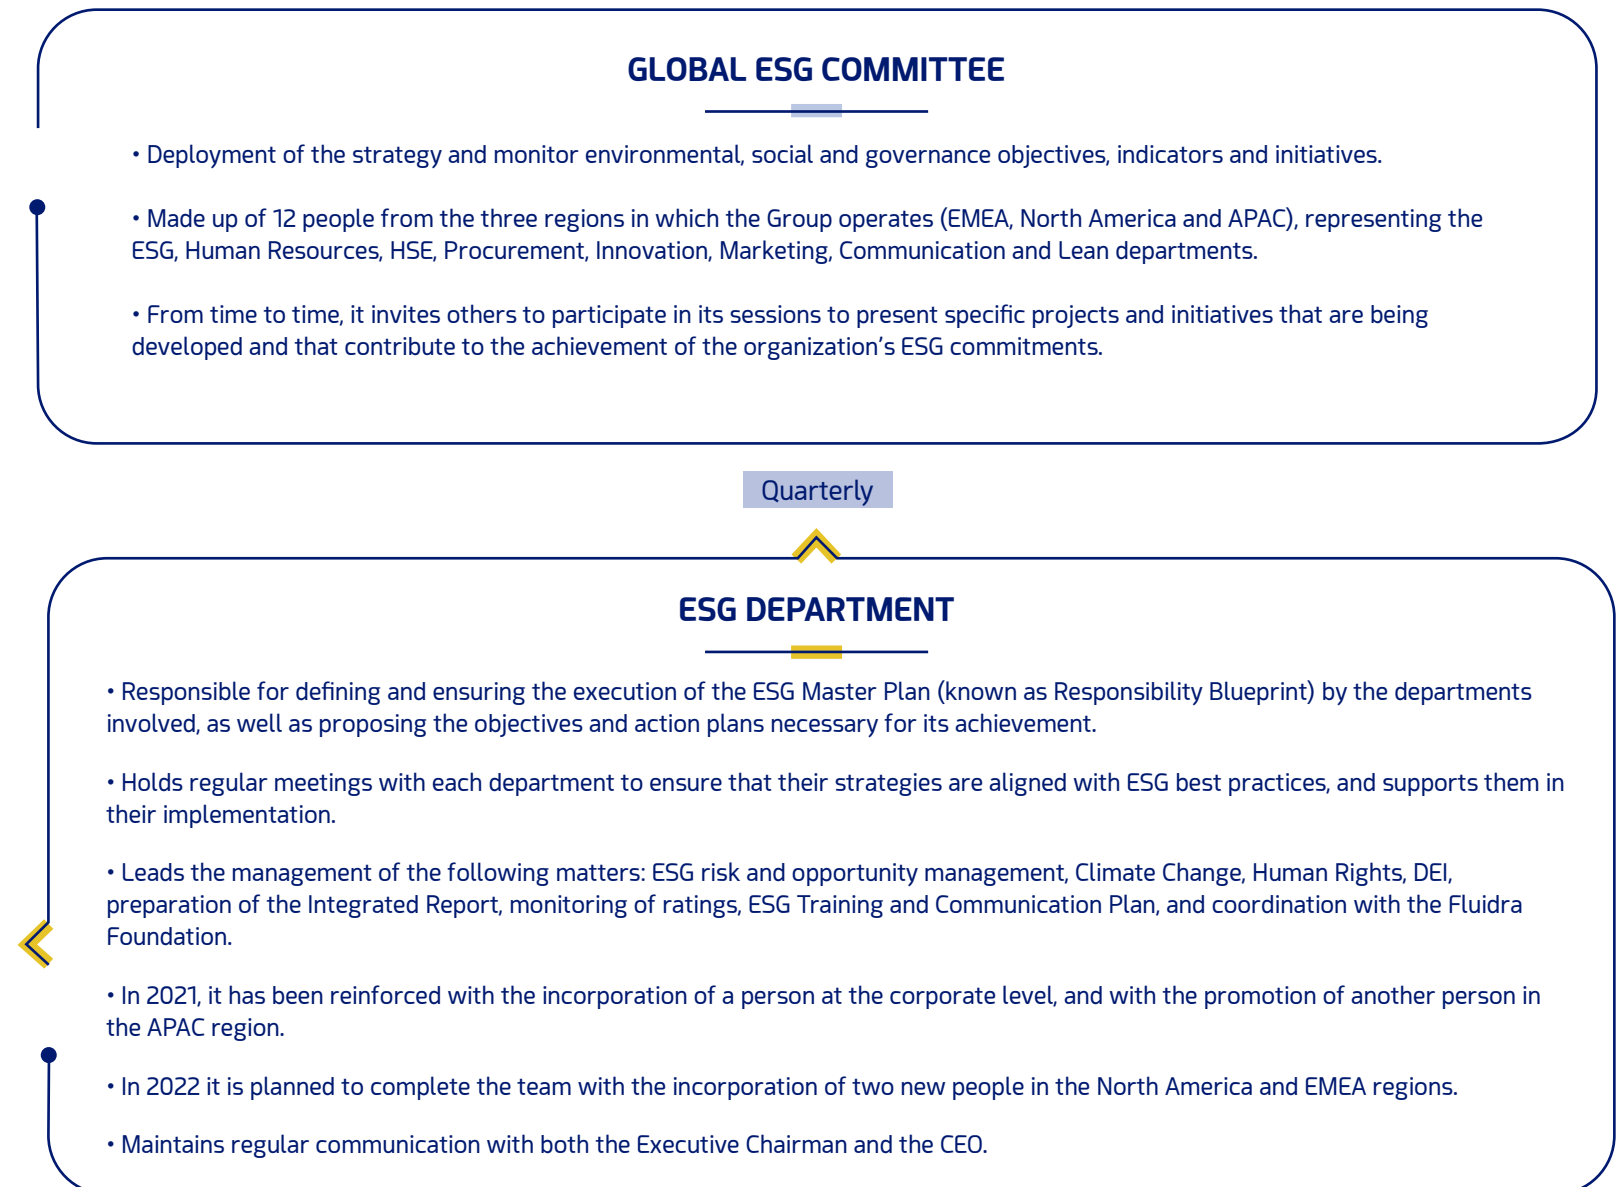 GLOBAL ESG COMMITTEE
• Deployment of the strategy and monitor environmental, social and governance objectives, indicators and initiatives.
• Made up of 12 people from the three regions in which the Group operates (EMEA, North America and APAC), representing the
ESG, Human Resources, HSE, Procurement, Innovation, Marketing, Communication and Lean departments.
• From time to time, it invites others to participate in its sessions to present specific projects and initiatives that are being
developed and that contribute to the achievement of the organization's ESG commitments.
Quarterly
ESG DEPARTMENT
• Responsible for defining and ensuring the execution of the ESG Master Plan (known as Responsibility Blueprint) by the departments
involved, as well as proposing the objectives and action plans necessary for its achievement.
• Holds regular meetings with each department to ensure that their strategies are aligned with ESG best practices, and supports them in
their implementation.
• Leads the management of the following matters: ESG risk and opportunity management, Climate Change, Human Rights, DEI,
preparation of the Integrated Report, monitoring of ratings, ESG Training and Communication Plan, and coordination with the Fluidra
Foundation.
• In 2021, it has been reinforced with the incorporation of a person at the corporate level, and with the promotion of another person in
the APAC region.
• In 2022 it is planned to complete the team with the incorporation of two new people in the North America and EMEA regions.
• Maintains regular communication with both the Executive Chairman and the CEO.